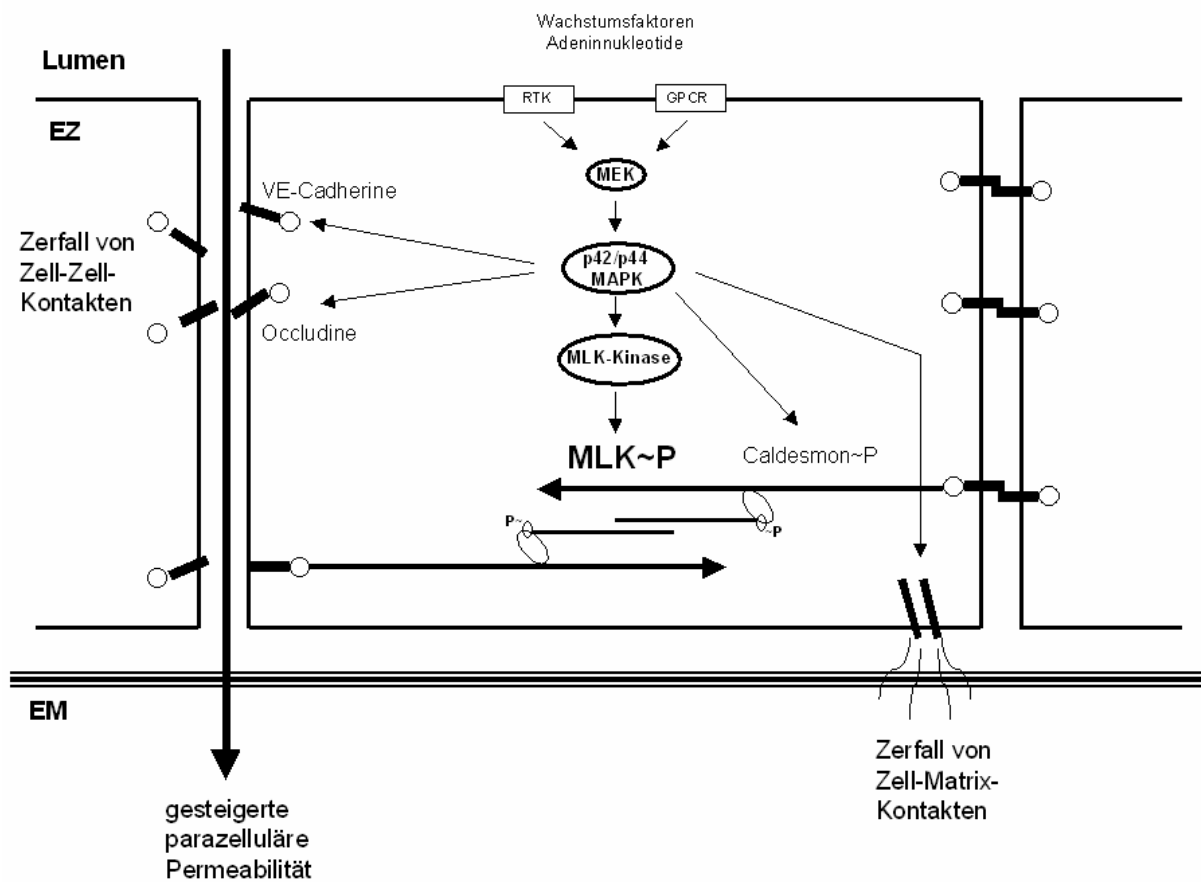 Wachstumsfaktoren
Adeninnukleotide
Lumen
RTK
GPCR
EZ
MEK
VE-Cadherine
Zerfall von
Zell-Zell-
Kontakten
p42/p44
MAPK
Occludine
MLK-Kinase
MLK~P
Caldesmon~P
P~
~P
EM
Zerfall von
Zell-Matrix-
Kontakten
gesteigerte
parazelluläre
Permeabilität